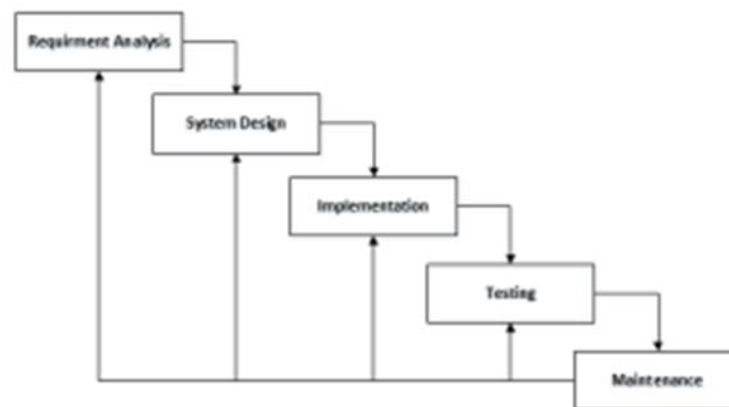 Requirment Analysis
System Design
Implementation
Testing
Maintenance